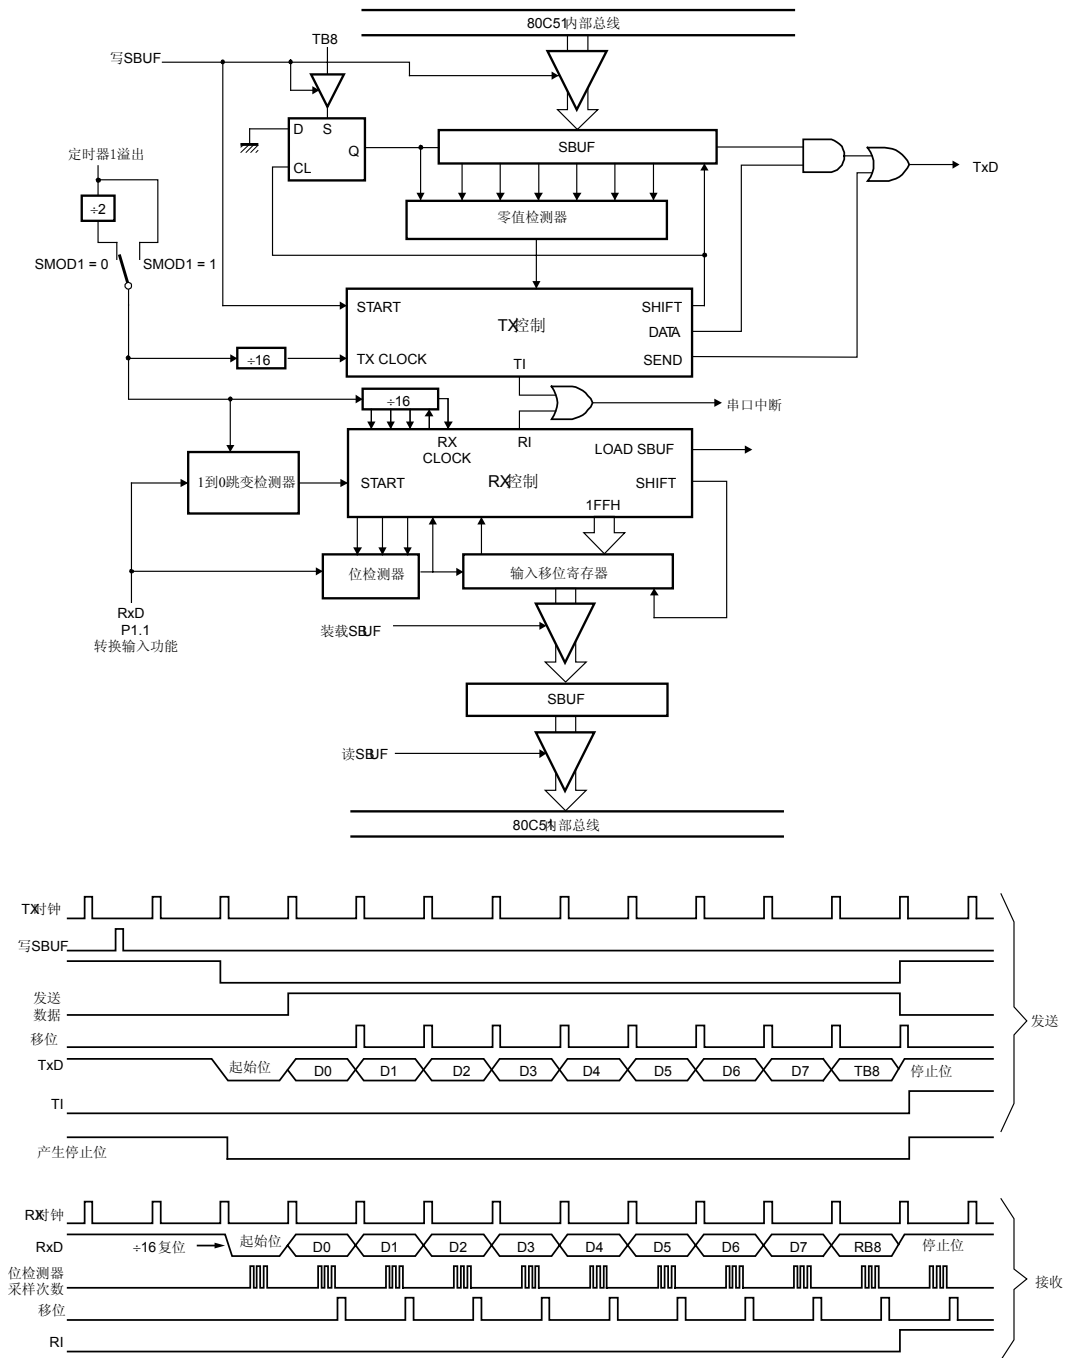 80C51内部总线
TB8
写SBUF
D S
Q
CL
SBUF
TxD
定时器1溢出
÷2
零值检测器
SMOD1 = 0
SMOD1 = 1
START
SHIFT
TX控制
DATA
÷16
TX CLOCK
SEND
TI
÷16
串口中断
RX
CLOCK
RI
LOAD SBUF
1到0跳变检测器
START
RX控制
SHIFT
1FFH
位检测器
输入移位寄存器
RxD
P1.1
转换输入功能
装载SBUF
SBUF
读SBUF
80C51内部总线
TX时钟
写SBUF
发送
数据
发送
移位
TxD
起始位 D0 D1 D2 D3 D4 D5 D6 D7 TB8 停止位
TI
产生停止位
RX时钟
RxD
÷16复位 起始位 D0 D1 D2 D3 D4 D5 D6 D7 RB8 停止位
位检测器
采样次数
接收
移位
RI